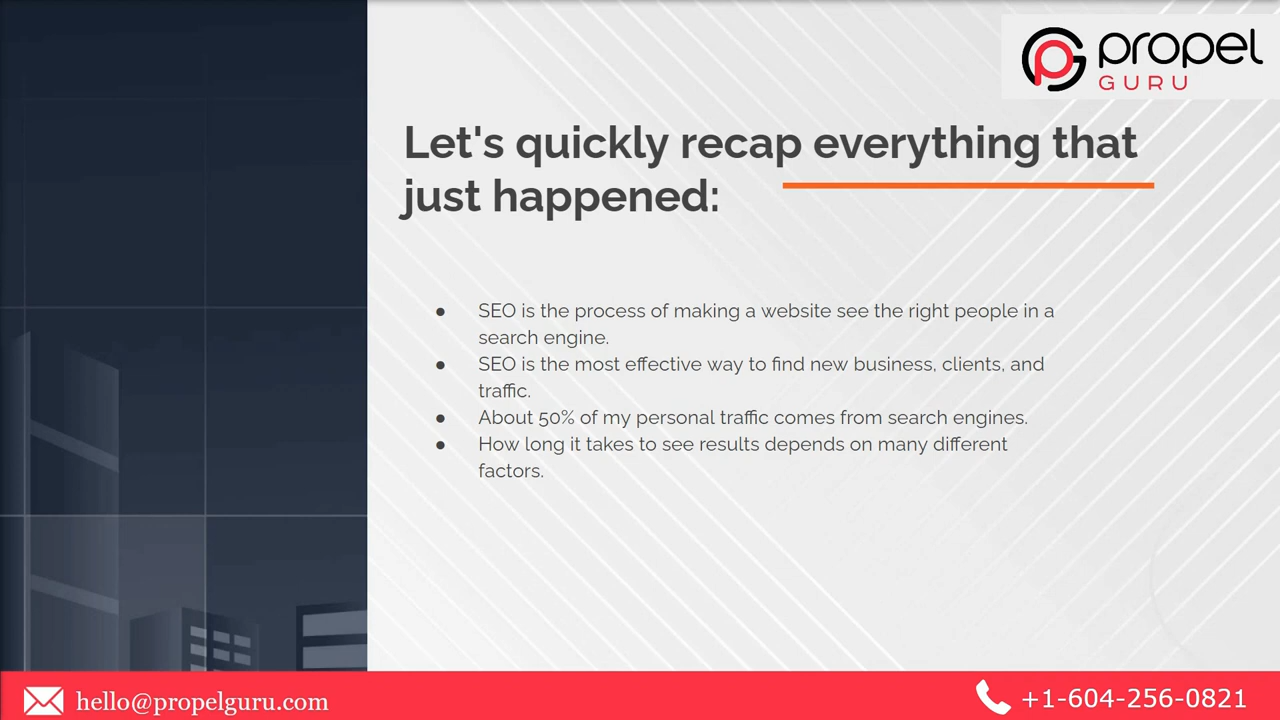 propel
GURU
Let's quickly recap everything that
just happened:
● SEO is the process of making a website see the right people in a
search engine.
● SEO is the most effective way to find new business, clients, and
traffic.
● About 50% of my personal traffic comes from search engines.
● How long it takes to see results depends on many different
factors.
hello@propelguru.com
+1-604-256-0821